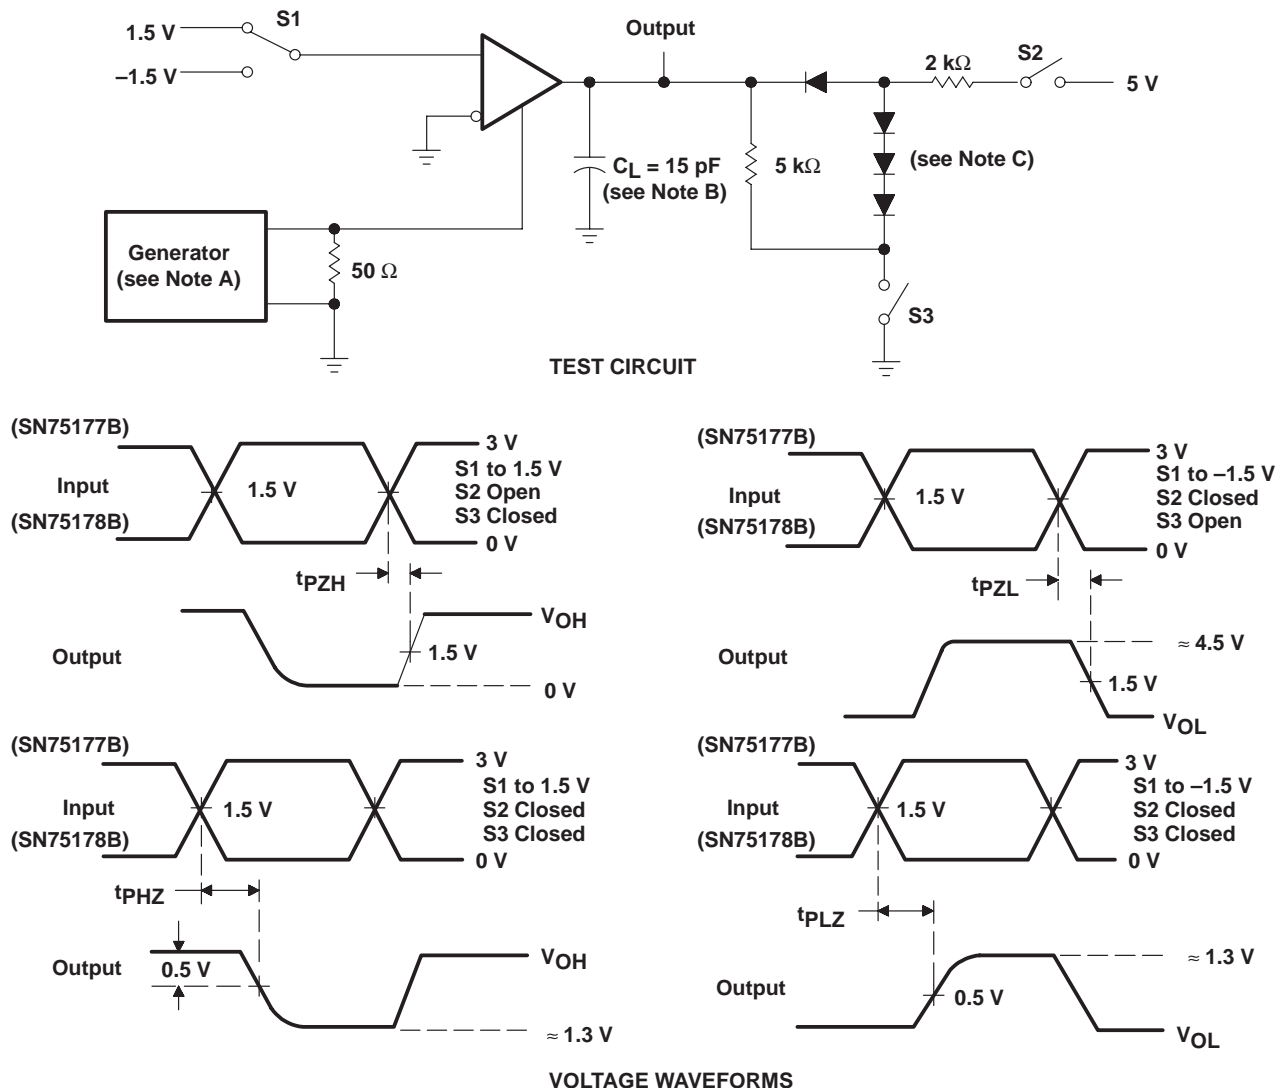 S1
1.5 V
–1.5 V
Output
2 kΩ
S2
5 V
CL = 15 pF
(see Note B)
5 kΩ
(see Note C)
Generator
(see Note A)
50 Ω
S3
TEST CIRCUIT
(SN75177B)
Input
(SN75178B)
1.5 V
3 V
S1 to 1.5 V
S2 Open
S3 Closed
0 V
tPZH
Output
VOH
1.5 V
0 V
(SN75177B)
Input
(SN75178B)
1.5 V
3 V
S1 to –1.5 V
S2 Closed
S3 Open
0 V
tPZL
Output
≈ 4.5 V
1.5 V
VOL
(SN75177B)
Input
(SN75178B)
1.5 V
3 V
S1 to 1.5 V
S2 Closed
S3 Closed
0 V
tPHZ
Output
0.5 V
VOH
≈ 1.3 V
(SN75177B)
Input
(SN75178B)
1.5 V
3 V
S1 to –1.5 V
S2 Closed
S3 Closed
0 V
tPLZ
Output
≈ 1.3 V
0.5 V
VOL
VOLTAGE WAVEFORMS